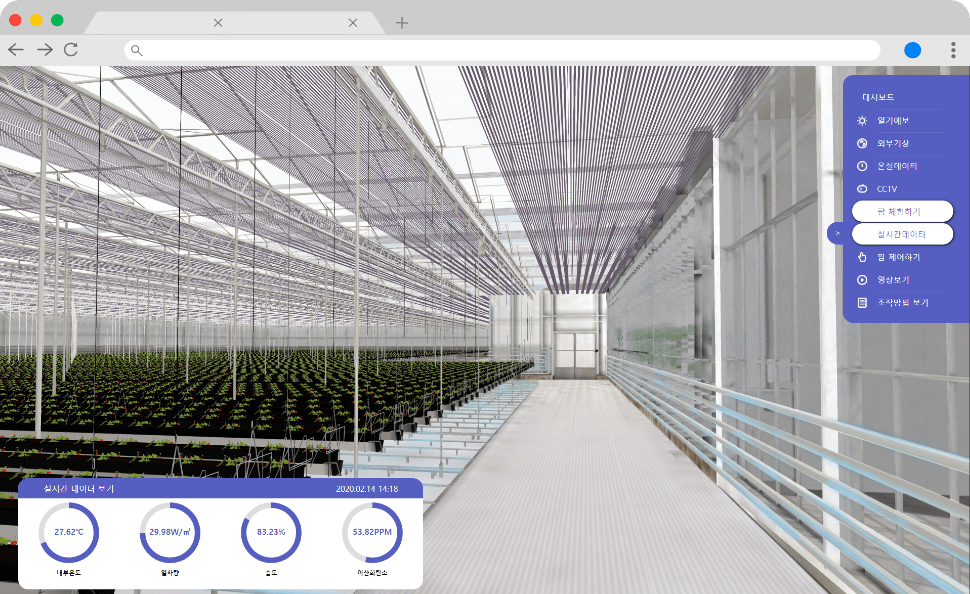 대시보드
열기예보
외부기상
온실데이터
CCTV
팜 체험하기
>
실시간데이터
팜 제어하기
영상보기
조작방법 보기
실시간 데이터 보기
2020.02.14 14:18
27.62℃
29.98W/㎡
83.23%
53.82PPM
내부온도
일사량
습도
이산화탄소